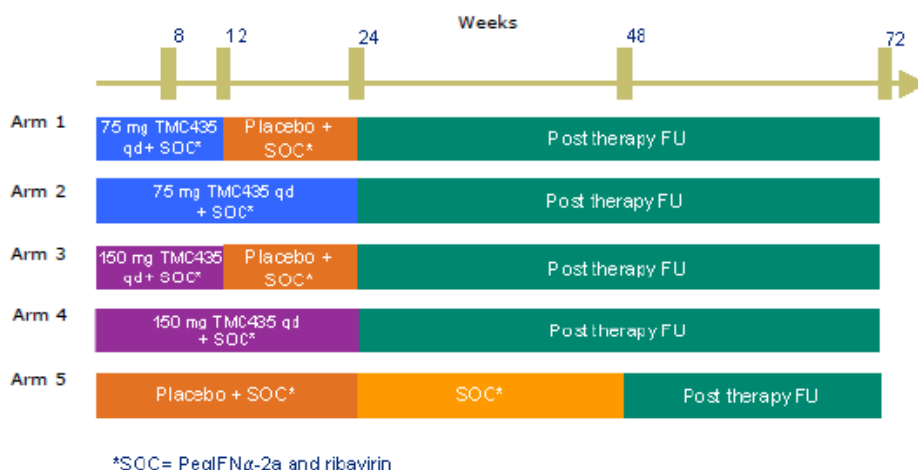 Weeks
8
12
24
48
72
Arm 1
75 mg TMC435
qd+ SOC*
Placebo +
SOC*
Post therapy FU
Arm 2
75 mg TMC435 qd
+ SOC*
Post therapy FU
Arm 3
150 mg TMC435
qd+ SOC*
Placebo +
SOC*
Post therapy FU
Arm 4
150 mg TMC435 qd
+ SOC*
Post therapy FU
Arm 5
Placebo + SOC*
SOC*
Post therapy FU
*SOC= PegIFNα-2a and ribavirin